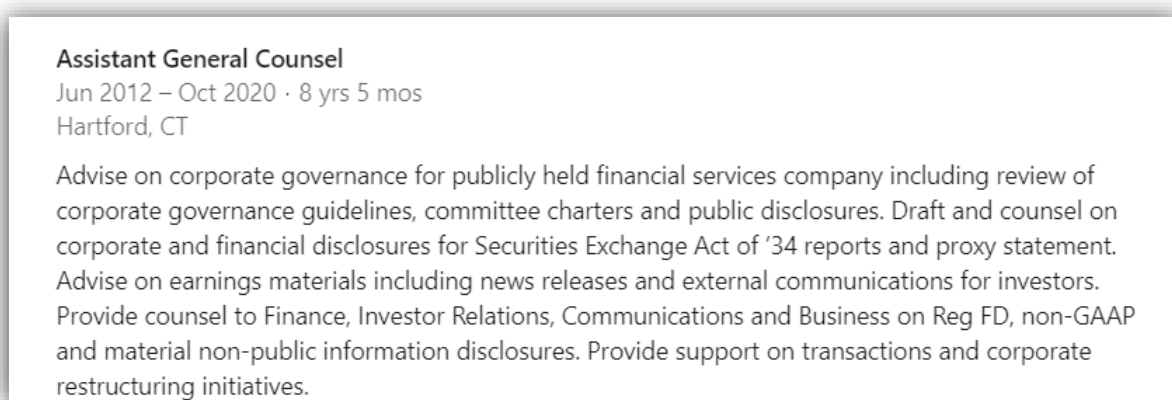 Assistant General Counsel
Jun 2012 – Oct 2020 · 8 yrs 5 mos
Hartford, CT
Advise on corporate governance for publicly held financial services company including review of
corporate governance guidelines, committee charters and public disclosures. Draft and counsel on
corporate and financial disclosures for Securities Exchange Act of ‘34 reports and proxy statement.
Advise on earnings materials including news releases and external communications for investors.
Provide counsel to Finance, Investor Relations, Communications and Business on Reg FD, non-GAAP
and material non-public information disclosures. Provide support on transactions and corporate
restructuring initiatives.